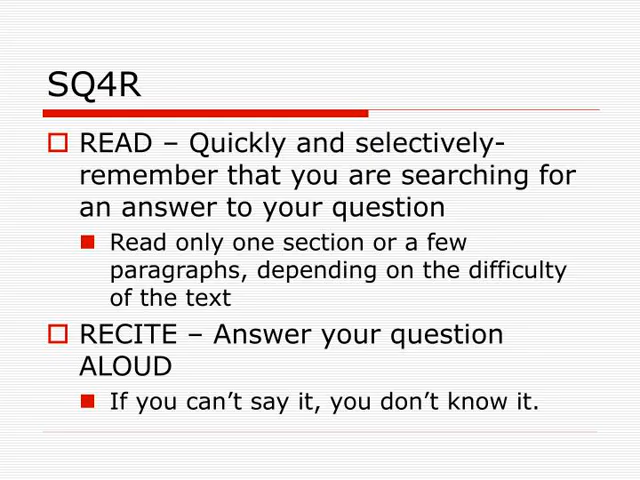 SQ4R
READ – Quickly and selectively-
remember that you are searching for
an answer to your question
Read only one section or a few
paragraphs, depending on the difficulty
of the text
RECITE – Answer your question
ALOUD
If you can’t say it, you don’t know it.